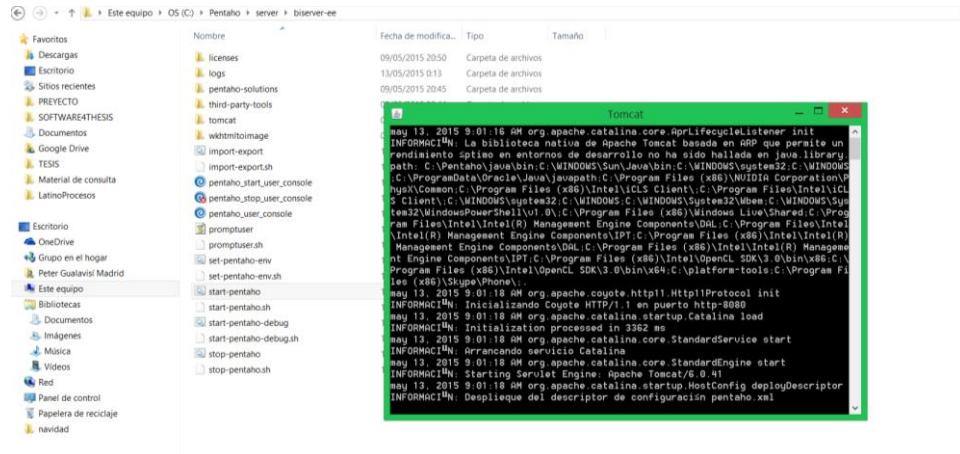 Este equipo ▸ OS (C:) ▸ Pentaho ▸ server ▸ biserver-ee
Favoritos
Descargas
Escritorio
Sitios recientes
PREYECTO
SOFTWARE4THESIS
Documentos
Google Drive
TESIS
Material de consulta
LatinoProcesos
Escritorio
OneDrive
Grupo en el hogar
Peter Gualavisí Madrid
Este equipo
Bibliotecas
Documentos
Imágenes
Música
Vídeos
Red
Panel de control
Papelera de reciclaje
navidad
Nombre Fecha de modifica... Tipo Tamaño
licenses 09/05/2015 20:50 Carpeta de archivos
logs 13/05/2015 0:13 Carpeta de archivos
pentaho-solutions 09/05/2015 20:45 Carpeta de archivos
third-party-tools
tomcat
wkhtmltoimage
import-export
import-export.sh
pentaho_start_user_console
pentaho_stop_user_console
pentaho_user_console
promptuser
promptuser.sh
set-pentaho-env
set-pentaho-env.sh
start-pentaho
start-pentaho.sh
start-pentaho-debug
start-pentaho-debug.sh
stop-pentaho
stop-pentaho.sh
Tomcat
may 13, 2015 9:01:16 AM org.apache.catalina.core.AprLifecycleListener init
INFORMACIÙN: La biblioteca nativa de Apache Tomcat basada en ARP que permite un
rendimiento ¾ptimo en entornos de desarrollo no ha sido hallada en java.library.
path: C:\Pentaho\java\bin;C:\WINDOWS\Sun\Java\bin;C:\WINDOWS\system32;C:\WINDOWS
;C:\ProgramData\Oracle\Java\javapath;C:\Program Files (x86)\NVIDIA Corporation\P
hysX\Common;C:\Program Files (x86)\Intel\iCLS Client\;C:\Program Files\Intel\iCL
S Client\;C:\WINDOWS\system32;C:\WINDOWS;C:\WINDOWS\System32\Wbem;C:\WINDOWS\Sys
tem32\WindowsPowerShell\v1.0\;C:\Program Files (x86)\Windows Live\Shared;C:\Prog
ram Files\Intel\Intel(R) Management Engine Components\DAL;C:\Program Files\Intel
\Intel(R) Management Engine Components\IPT;C:\Program Files (x86)\Intel\Intel(R)
Management Engine Components\DAL;C:\Program Files (x86)\Intel\Intel(R) Manageme
nt Engine Components\IPT;C:\Program Files (x86)\Intel\OpenCL SDK\3.0\bin\x86;C:\
Program Files (x86)\Intel\OpenCL SDK\3.0\bin\x64;C:\platform-tools;C:\Program Fi
les (x86)\Skype\Phone\;.
may 13, 2015 9:01:18 AM org.apache.coyote.http11.Http11Protocol init
INFORMACIÙN: Inicializando Coyote HTTP/1.1 en puerto http-8080
may 13, 2015 9:01:18 AM org.apache.catalina.startup.Catalina load
INFORMACIÙN: Initialization processed in 3362 ms
may 13, 2015 9:01:18 AM org.apache.catalina.core.StandardService start
INFORMACIÙN: Arrancando servicio Catalina
may 13, 2015 9:01:18 AM org.apache.catalina.core.StandardEngine start
INFORMACIÙN: Starting Servlet Engine: Apache Tomcat/6.0.41
may 13, 2015 9:01:18 AM org.apache.catalina.startup.HostConfig deployDescriptor
INFORMACIÙN: Desplieque del descriptor de configuraci¾n pentaho.xml